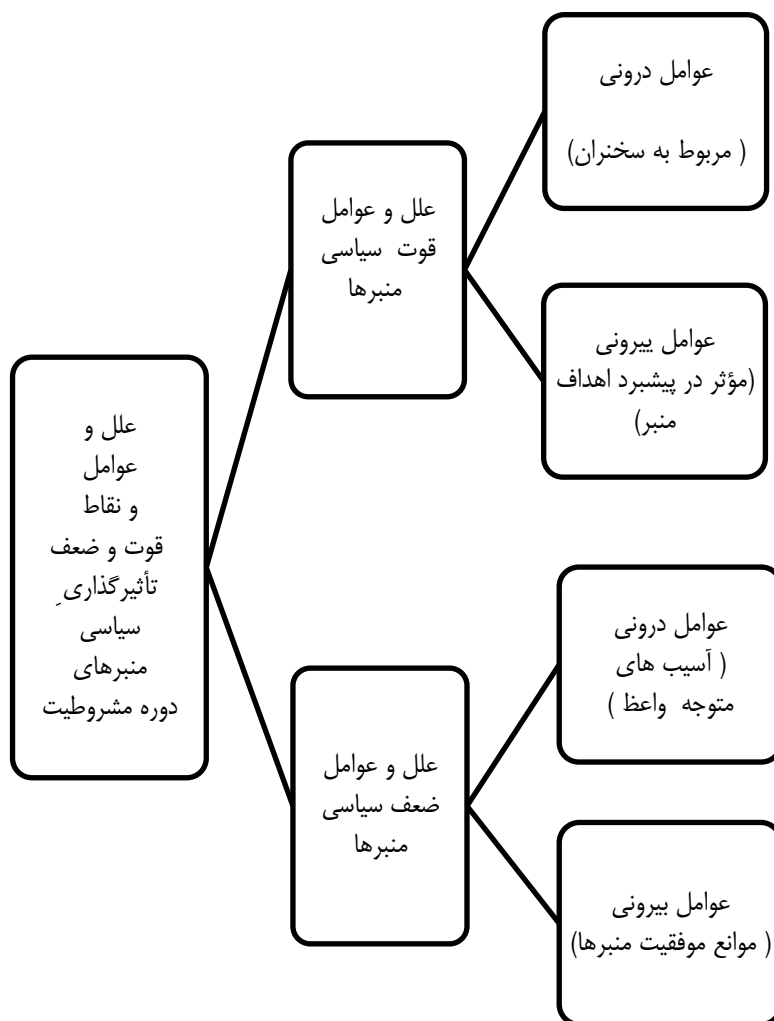 عوامل درونی
( مربوط به سخنران)
علل و عوامل
قوت سیاسی
منبرها
عوامل ییرونی
(مؤثر در پیشبرد اهداف
منبر)
علل و
عوامل
و نقاط
قوت و ضعف
تأثیرگذاریِ
سیاسی
منبرهای
دوره مشروطیت
عوامل درونی
( آسیب های
متوجه واعظ )
علل و عوامل
ضعف سیاسی
منبرها
عوامل بیرونی
( موانع موفقیت منبرها)